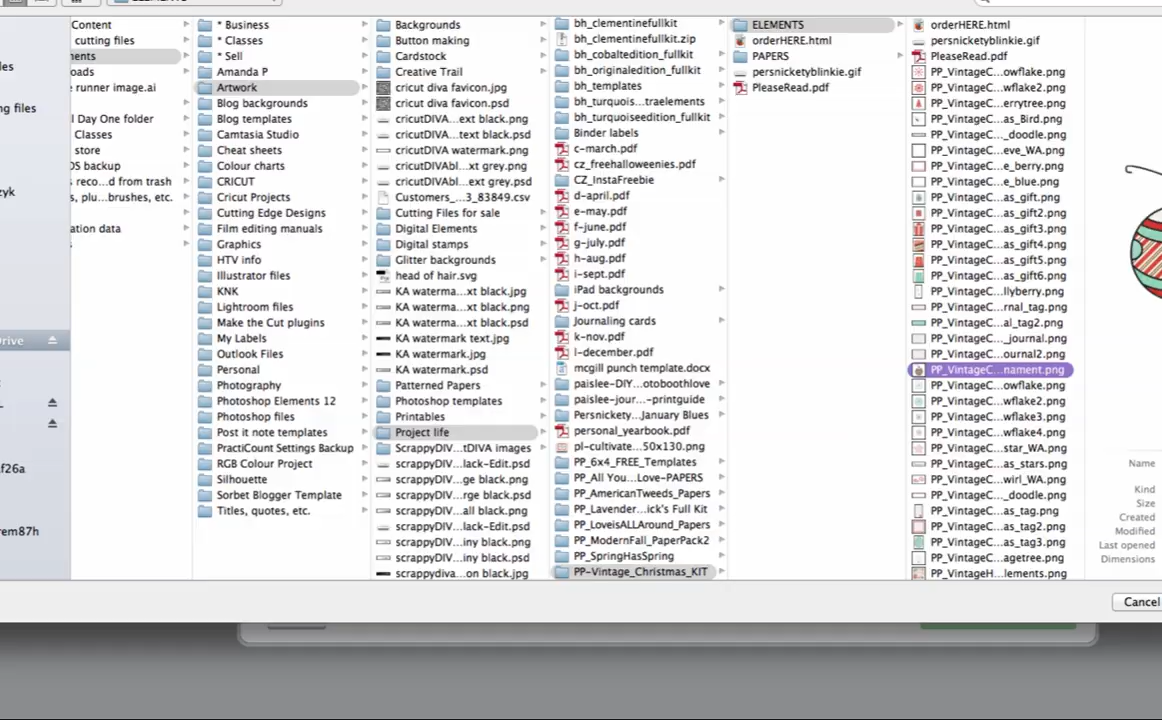 ELEMENTS
Content
cutting files
ments
oads
e runner image.ai
l Day One folder
Classes
store
OS backup
s reco...d from trash
s, plu...brushes, etc.
ation data
les
ng files
zyk
Drive
f26a
rem87h
* Business
* Classes
* Sell
Amanda P
Artwork
Blog backgrounds
Blog templates
Camtasia Studio
Cheat sheets
Colour charts
CRICUT
Cricut Projects
Cutting Edge Designs
Film editing manuals
Graphics
HTV info
Illustrator files
KNK
Lightroom files
Make the Cut plugins
My Labels
Outlook Files
Personal
Photography
Photoshop Elements 12
Photoshop files
Post it note templates
PractiCount Settings Backup
RGB Colour Project
Silhouette
Sorbet Blogger Template
Titles, quotes, etc.
Backgrounds
Button making
Cardstock
Creative Trail
cricut diva favicon.jpg
cricut diva favicon.psd
cricutDIVA...ext black.png
cricutDIVA...text black.psd
cricutDIVA watermark.png
cricutDIVAbl...xt grey.png
cricutDIVAbl...ext grey.psd
Customers_...3_83849.csv
Cutting Files for sale
Digital Elements
Digital stamps
Glitter backgrounds
head of hair.svg
KA waterma...xt black.jpg
KA waterma...xt black.png
KA waterma...xt black.psd
KA watermark text.jpg
KA watermark.jpg
KA watermark.psd
Patterned Papers
Photoshop templates
Printables
Project life
ScrappyDIV...tDIVA images
scrappyDIV...lack-Edit.psd
scrappyDIV...ge black.png
scrappyDIV...rge black.psd
scrappyDIV...all black.png
scrappyDIV...lack-Edit.psd
scrappyDIV...iny black.png
scrappyDIV...iny black.psd
scrappydiva...on black.jpg
bh_clementinefullkit
bh_clementinefullkit.zip
bh_cobaltedition_fullkit
bh_originaledition_fullkit
bh_templates
bh_turquois...traelements
bh_turquoiseedition_fullkit
Binder labels
c-march.pdf
cz_freehalloweenies.pdf
CZ_InstaFreebie
d-april.pdf
e-may.pdf
f-june.pdf
g-july.pdf
h-aug.pdf
i-sept.pdf
iPad backgrounds
j-oct.pdf
Journaling cards
k-nov.pdf
l-december.pdf
mcgill punch template.docx
paislee-DIY...otoboothlove
paislee-jour...-printguide
Persnickety...January Blues
personal_yearbook.pdf
pl-cultivate...50x130.png
PP_6x4_FREE_Templates
PP_All You...Love-PAPERS
PP_AmericanTweeds_Papers
PP_Lavender...ick's Full Kit
PP_LoveisALLAround_Papers
PP_ModernFall_PaperPack2
PP_SpringHasSpring
PP-Vintage_Christmas_KIT
ELEMENTS
orderHERE.html
PAPERS
persnicketyblinkie.gif
PleaseRead.pdf
orderHERE.html
persnicketyblinkie.gif
PleaseRead.pdf
PP_VintageC...owflake.png
PP_VintageC...wflake2.png
PP_VintageC...errytree.png
PP_VintageC...as_Bird.png
PP_VintageC..._doodle.png
PP_VintageC...eve_WA.png
PP_VintageC...e_berry.png
PP_VintageC...e_blue.png
PP_VintageC...as_gift.png
PP_VintageC...as_gift2.png
PP_VintageC...as_gift3.png
PP_VintageC...as_gift4.png
PP_VintageC...as_gift5.png
PP_VintageC...as_gift6.png
PP_VintageC...llyberry.png
PP_VintageC...rnal_tag.png
PP_VintageC...al_tag2.png
PP_VintageC..._journal.png
PP_VintageC...ournal2.png
PP_VintageC...nament.png
PP_VintageC...owflake.png
PP_VintageC...wflake2.png
PP_VintageC...wflake3.png
PP_VintageC...wflake4.png
PP_VintageC...star_WA.png
PP_VintageC...as_stars.png
PP_VintageC...wirl_WA.png
PP_VintageC..._doodle.png
PP_VintageC...as_tag.png
PP_VintageC...as_tag2.png
PP_VintageC...as_tag3.png
PP_VintageC...agetree.png
PP_VintageH...lements.png
Name
Kind
Size
Created
Modified
Last opened
Dimensions
Cancel